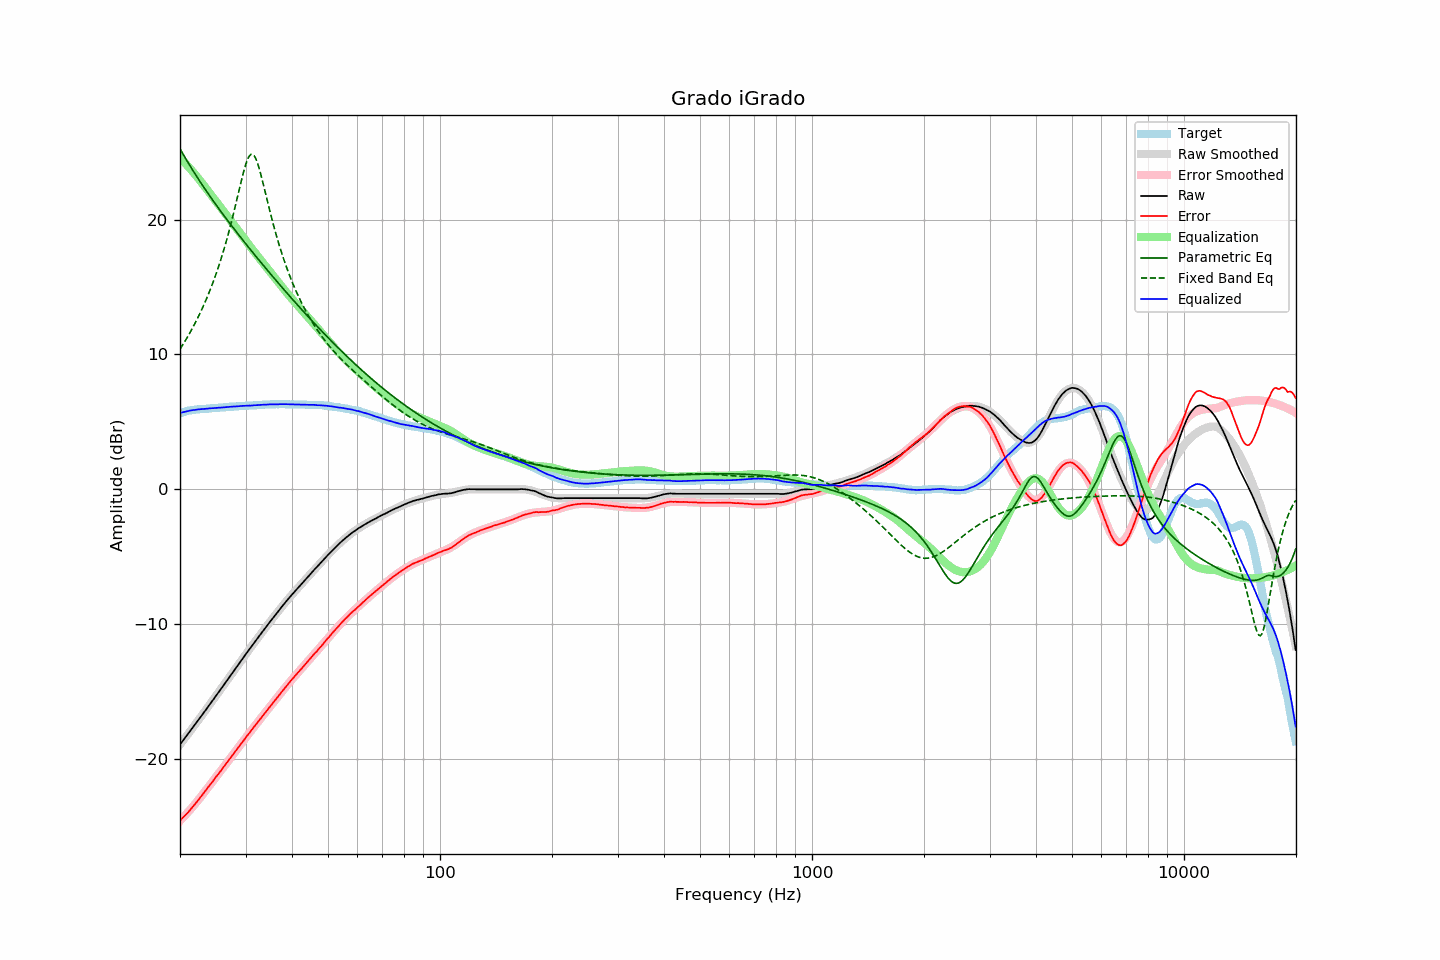 Grado iGrado
Target
Raw Smoothed
Error Smoothed
Raw
Error
Equalization
Parametric Eq
Fixed Band Eq
Equalized
20
10
0
−10
−20
Amplitude (dBr)
100
1000
10000
Frequency (Hz)